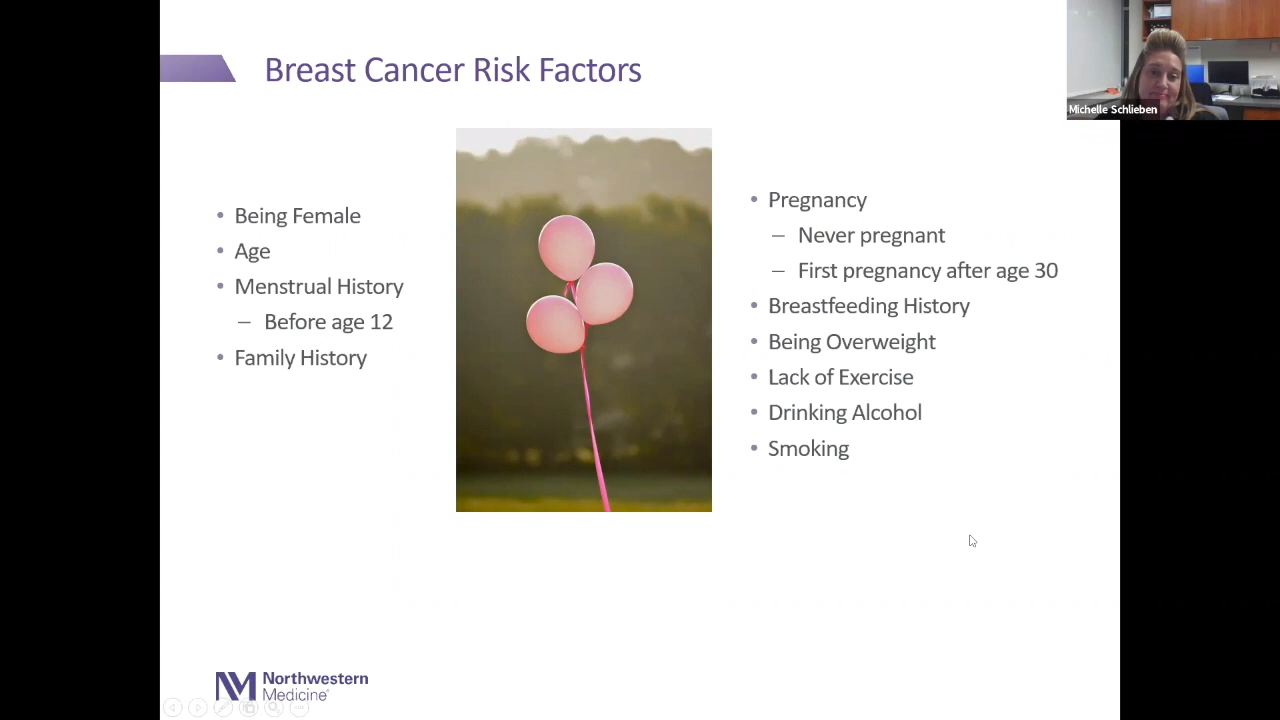 Breast Cancer Risk Factors
Michelle Schlieben
• Being Female
• Age
• Menstrual History
– Before age 12
• Family History
• Pregnancy
– Never pregnant
– First pregnancy after age 30
• Breastfeeding History
• Being Overweight
• Lack of Exercise
• Drinking Alcohol
• Smoking
NM Northwestern
Medicine®